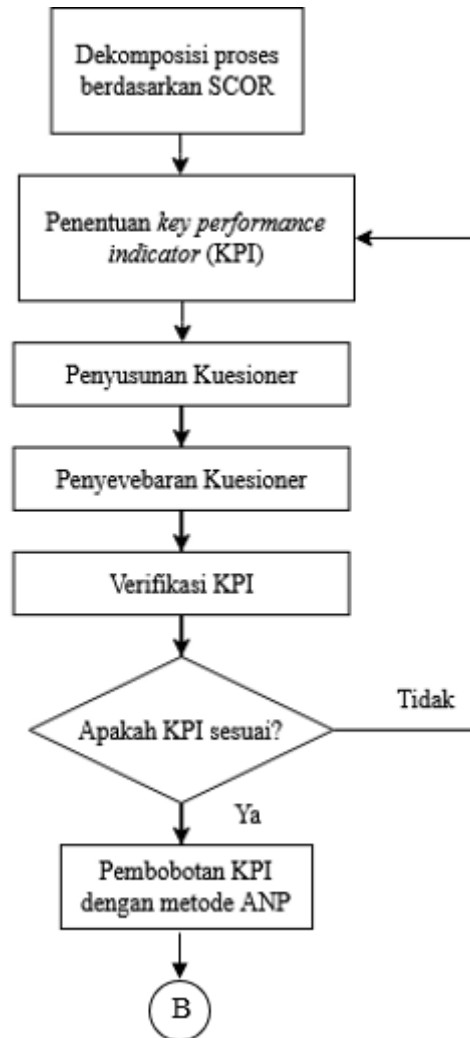 Dekomposisi proses
berdasarkan SCOR
Penentuan key performance
indicator (KPI)
Penyusunan Kuesioner
Penyevebaran Kuesioner
Verifikasi KPI
Apakah KPI sesuai?
Tidak
Ya
Pembobotan KPI
dengan metode ANP
B